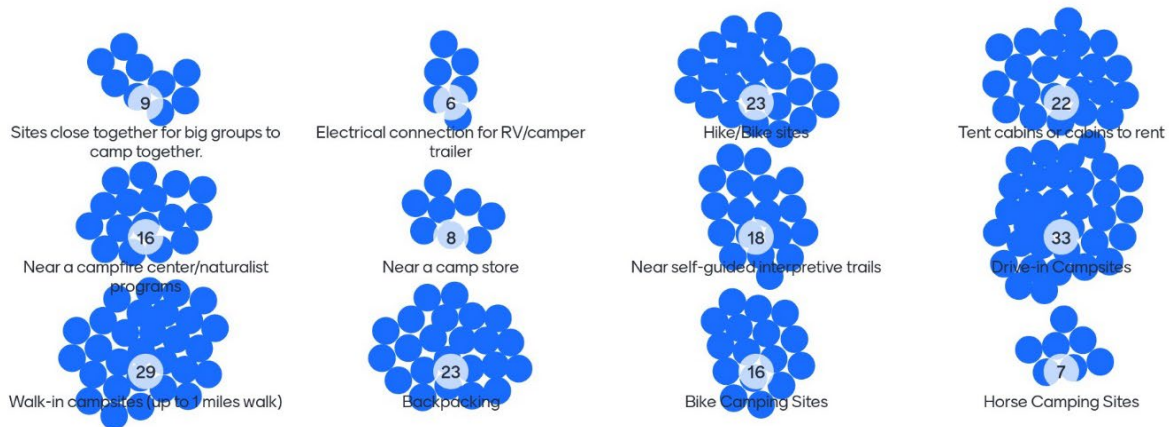 9
6
23
22
Sites close together for big groups to
camp together.
Electrical connection for RV/camper
trailer
Hike/Bike sites
Tent cabins or cabins to rent
16
8
18
33
Near a campfire center/naturalist
programs
Near a camp store
Near self-guided interpretive trails
Drive-in Campsites
29
23
16
7
Walk-in campsites (up to 1 miles walk)
Backpacking
Bike Camping Sites
Horse Camping Sites